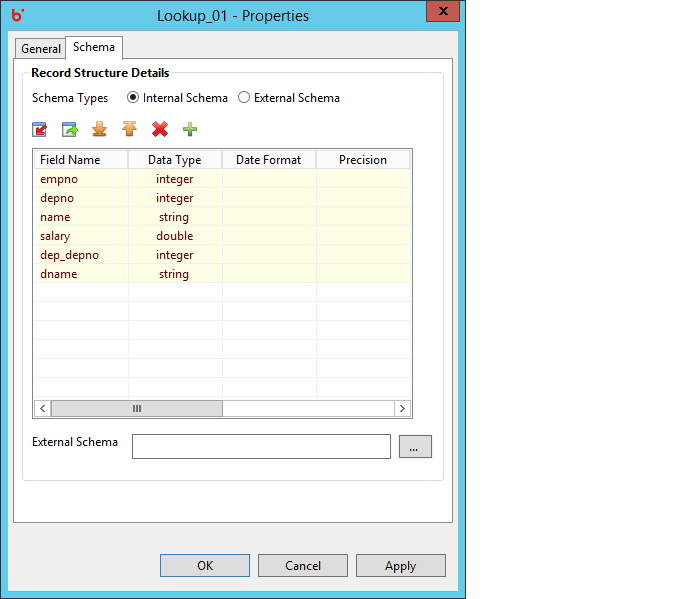 Lookup_01 - Properties
General Schema
Record Structure Details
Schema Types Internal Schema External Schema
Field Name Data Type Date Format Precision
empno integer
depno integer
name string
salary double
dep_depno integer
dname string
External Schema ...
OK Cancel Apply